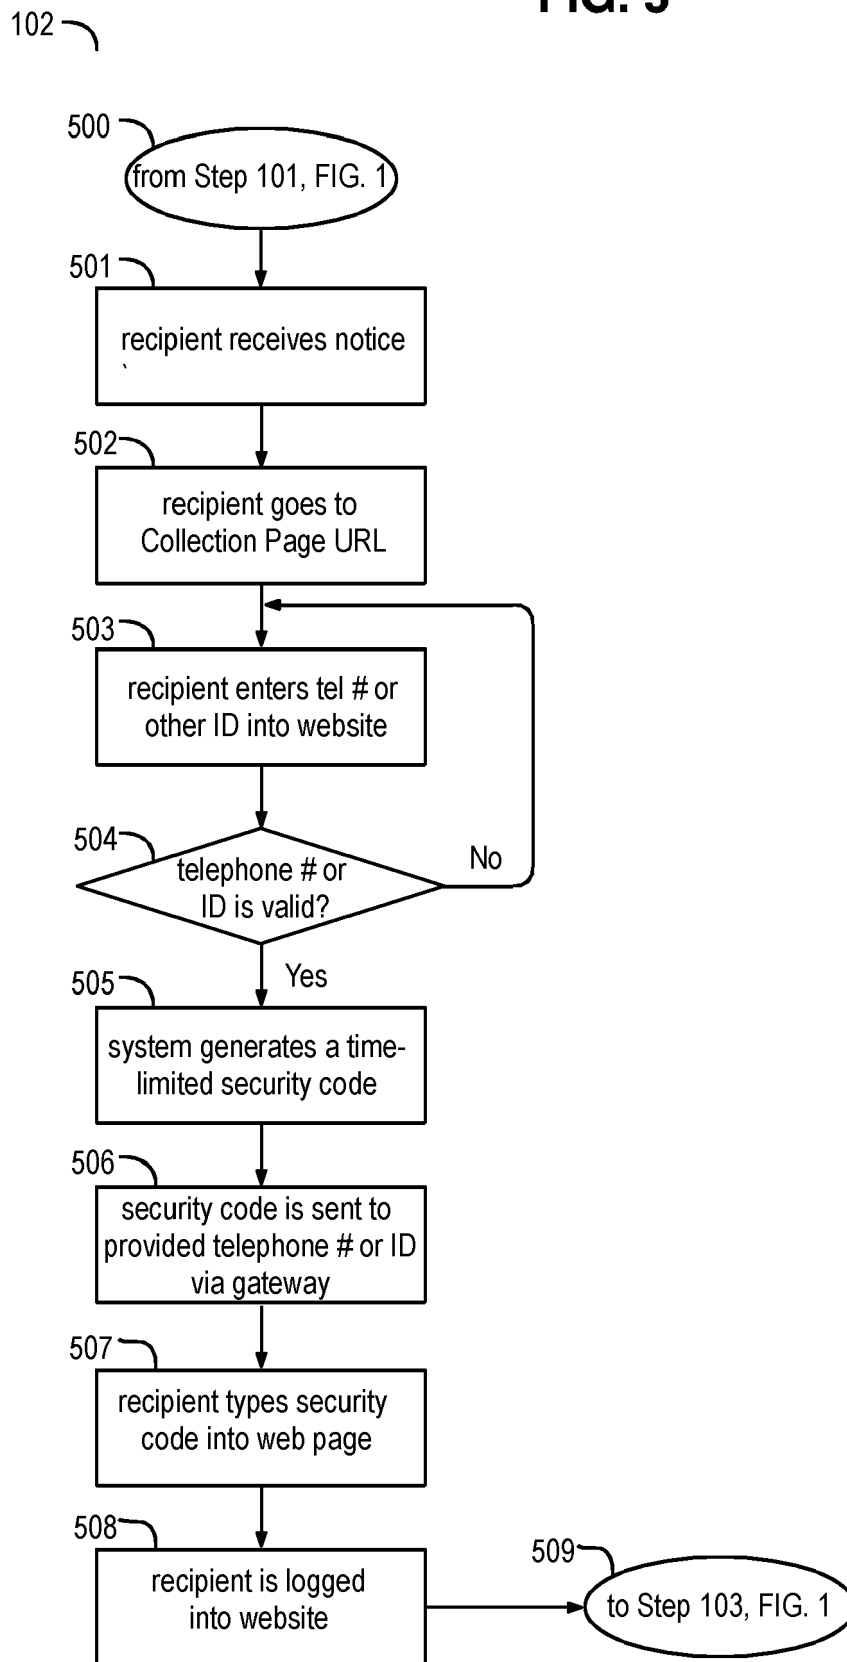 102
500
from Step 101, FIG. 1
501
recipient receives notice
502
recipient goes to
Collection Page URL
503
recipient enters tel # or
other ID into website
504
telephone # or
ID is valid?
No
Yes
505
system generates a time-
limited security code
506
security code is sent to
provided telephone # or ID
via gateway
507
recipient types security
code into web page
508
recipient is logged
into website
509
to Step 103, FIG. 1